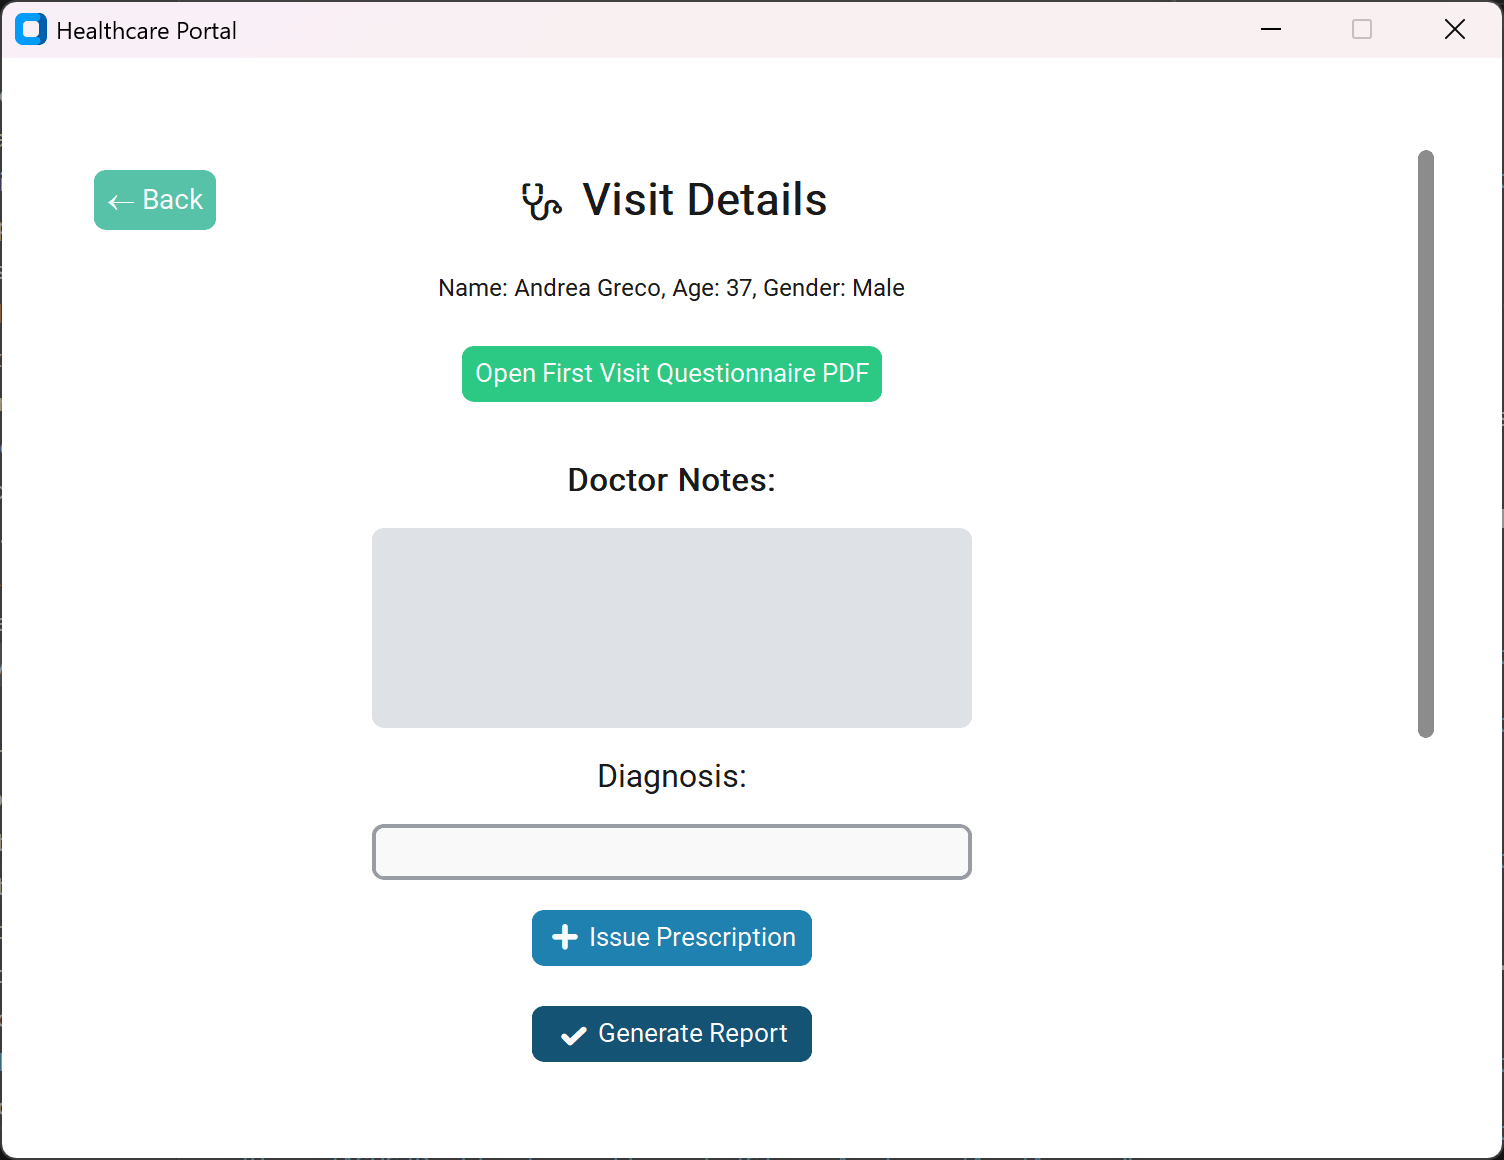 Healthcare Portal
← Back
Visit Details
Name: Andrea Greco, Age: 37, Gender: Male
Open First Visit Questionnaire PDF
Doctor Notes:
Diagnosis:
Issue Prescription
Generate Report